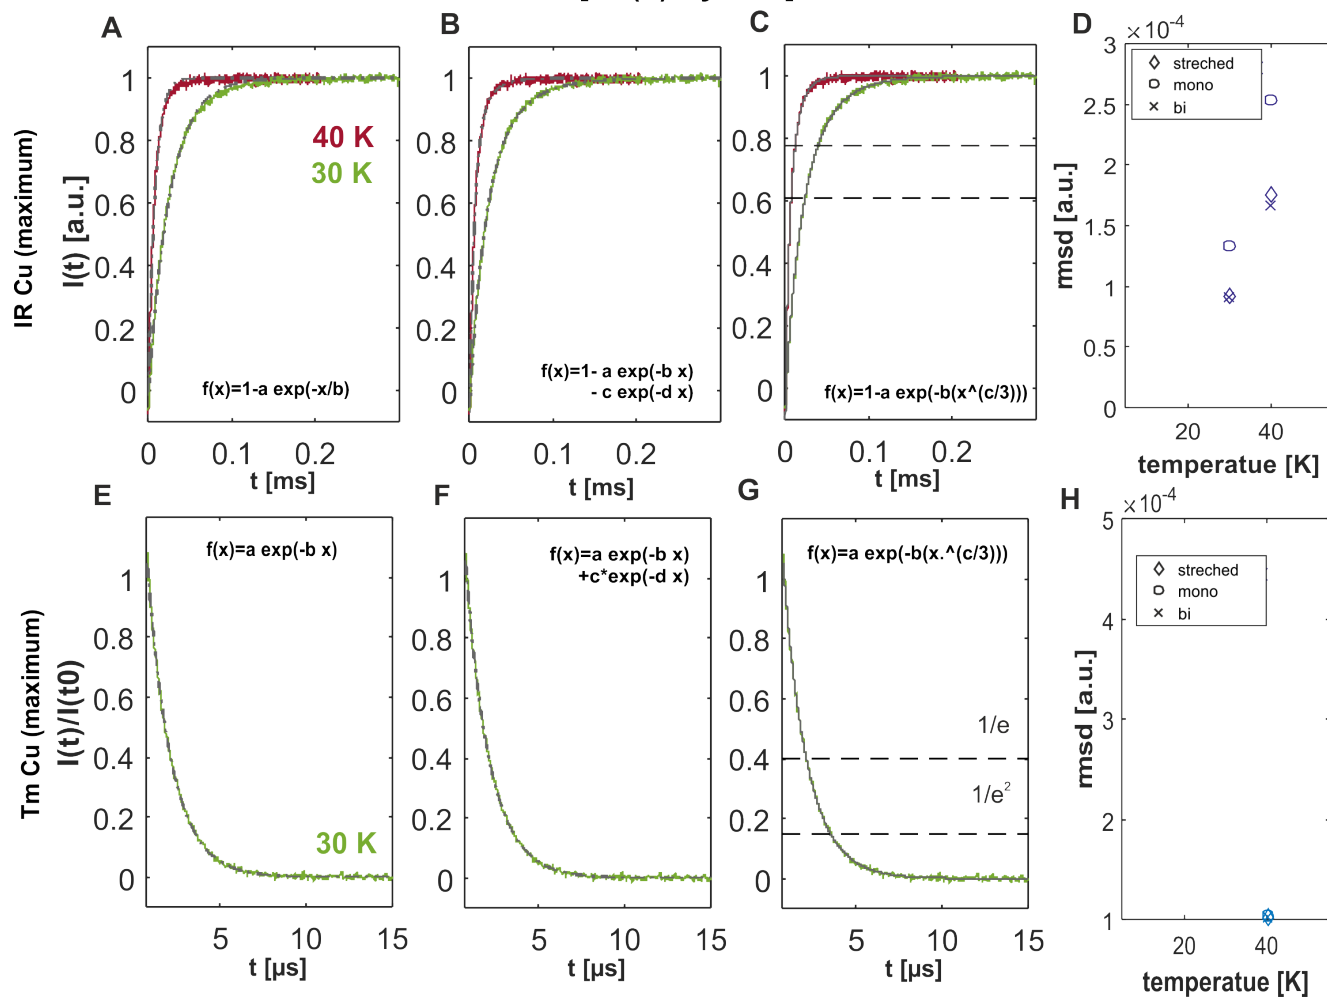 A
B
C
D
IR Cu (maximum)
I(t) [a.u.]
1
0.8
0.6
0.4
0.2
0
40 K
30 K
f(x)=1-a exp(-x/b)
0 0.1 0.2
t [ms]
1
0.8
0.6
0.4
0.2
0
f(x)=1- a exp(-b x)
- c exp(-d x)
0 0.1 0.2
t [ms]
1
0.8
0.6
0.4
0.2
0
f(x)=1-a exp(-b(x^(c/3)))
0 0.1 0.2
t [ms]
×10⁻⁴
rmsd [a.u.]
3
2.5
2
1.5
1
0.5
0
streched
mono
bi
20 40
temperatue [K]
E
F
G
H
Tm Cu (maximum)
I(t)/I(t0)
f(x)=a exp(-b x)
1
0.8
0.6
0.4
0.2
0
30 K
5 10 15
t [µs]
f(x)=a exp(-b x)
+c*exp(-d x)
1
0.8
0.6
0.4
0.2
0
5 10 15
t [µs]
f(x)=a exp(-b(x.^(c/3)))
1
0.8
0.6
0.4
0.2
0
1/e
1/e²
5 10 15
t [µs]
×10⁻⁴
rmsd [a.u.]
5
4
3
2
1
streched
mono
bi
20 40
temperatue [K]